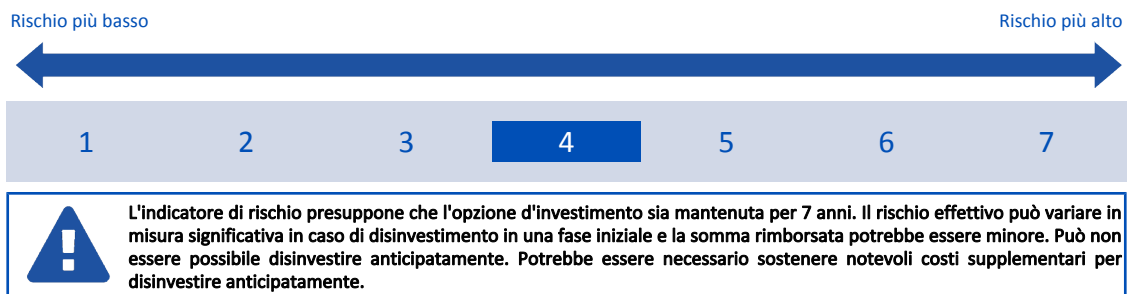 Rischio più basso Rischio più alto
1 2 3 4 5 6 7
L'indicatore di rischio presuppone che l'opzione d'investimento sia mantenuta per 7 anni. Il rischio effettivo può variare in
misura significativa in caso di disinvestimento in una fase iniziale e la somma rimborsata potrebbe essere minore. Può non
essere possibile disinvestire anticipatamente. Potrebbe essere necessario sostenere notevoli costi supplementari per
disinvestire anticipatamente.